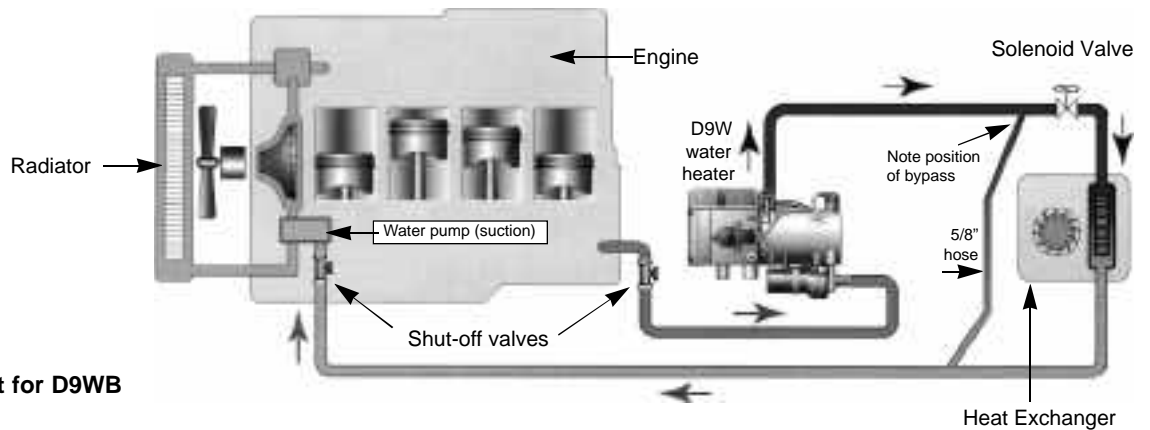 Engine
Solenoid Valve
D9W
water
heater
Note position
of bypass
Radiator
Water pump (suction)
5/8"
hose
Shut-off valves
t for D9WB
Heat Exchanger